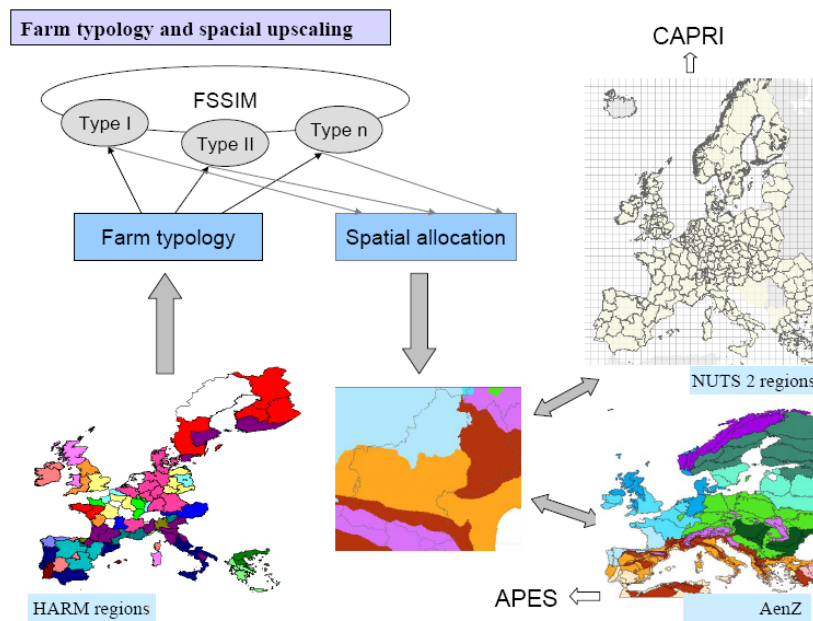 Farm typology and spacial upscaling
CAPRI
FSSIM
Type I
Type II
Type n
Farm typology
Spatial allocation
NUTS 2 regions
HARM regions
APES
AenZ